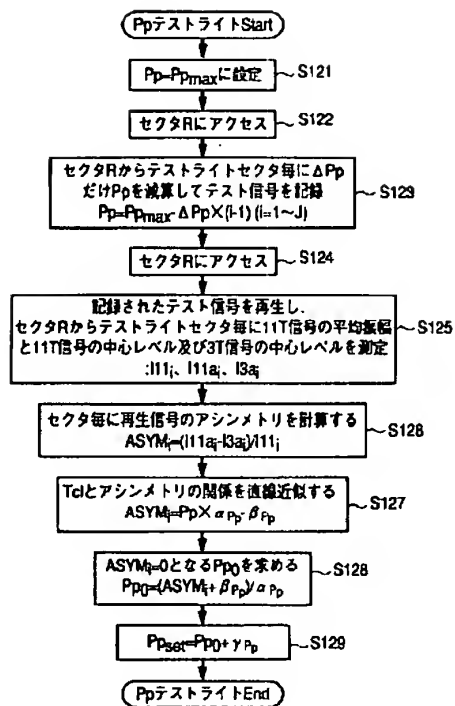 PpテストライトStart
Pp=Ppmaxに設定
S121
セクタRにアクセス
S122
セクタRからテストライトセクタ毎にΔPp
だけPpを減算してテスト信号を記録
Pp=Ppmax-ΔPp×(i-1) (i=1~J)
S123
セクタRにアクセス
S124
記録されたテスト信号を再生し、
セクタRからテストライトセクタ毎に11T信号の平均振幅
と11T信号の中心レベル及び3T信号の中心レベルを測定
:I11i、I11ai、I3ai
S125
セクタ毎に再生信号のアシンメトリを計算する
ASYMi=(I11ai-I3ai)/I11i
S126
Tclとアシンメトリの関係を直線近似する
ASYMi=Pp×αPp-βPp
S127
ASYMi=0となるPp0を求める
Pp0=(ASYMi+βPp)/αPp
S128
Ppset=Pp0+γPp
S129
PpテストライトEnd